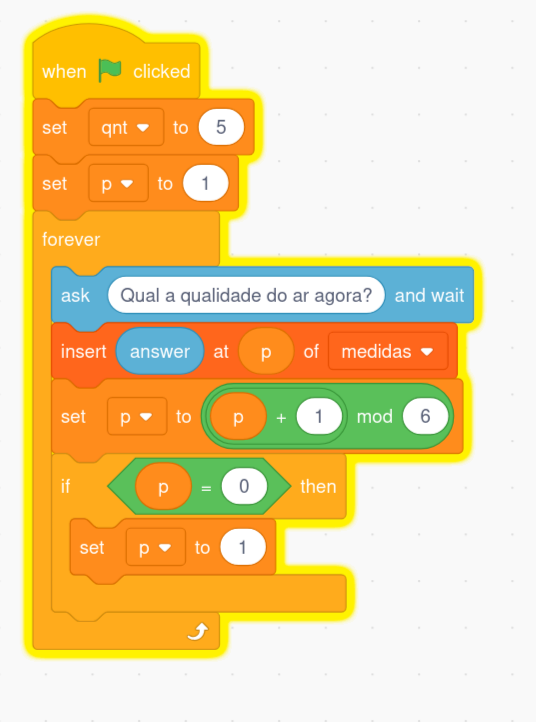 when clicked
set qnt to 5
set p to 1
forever
ask Qual a qualidade do ar agora? and wait
insert answer at p of medidas
set p to p + 1 mod 6
if p = 0 then
set p to 1